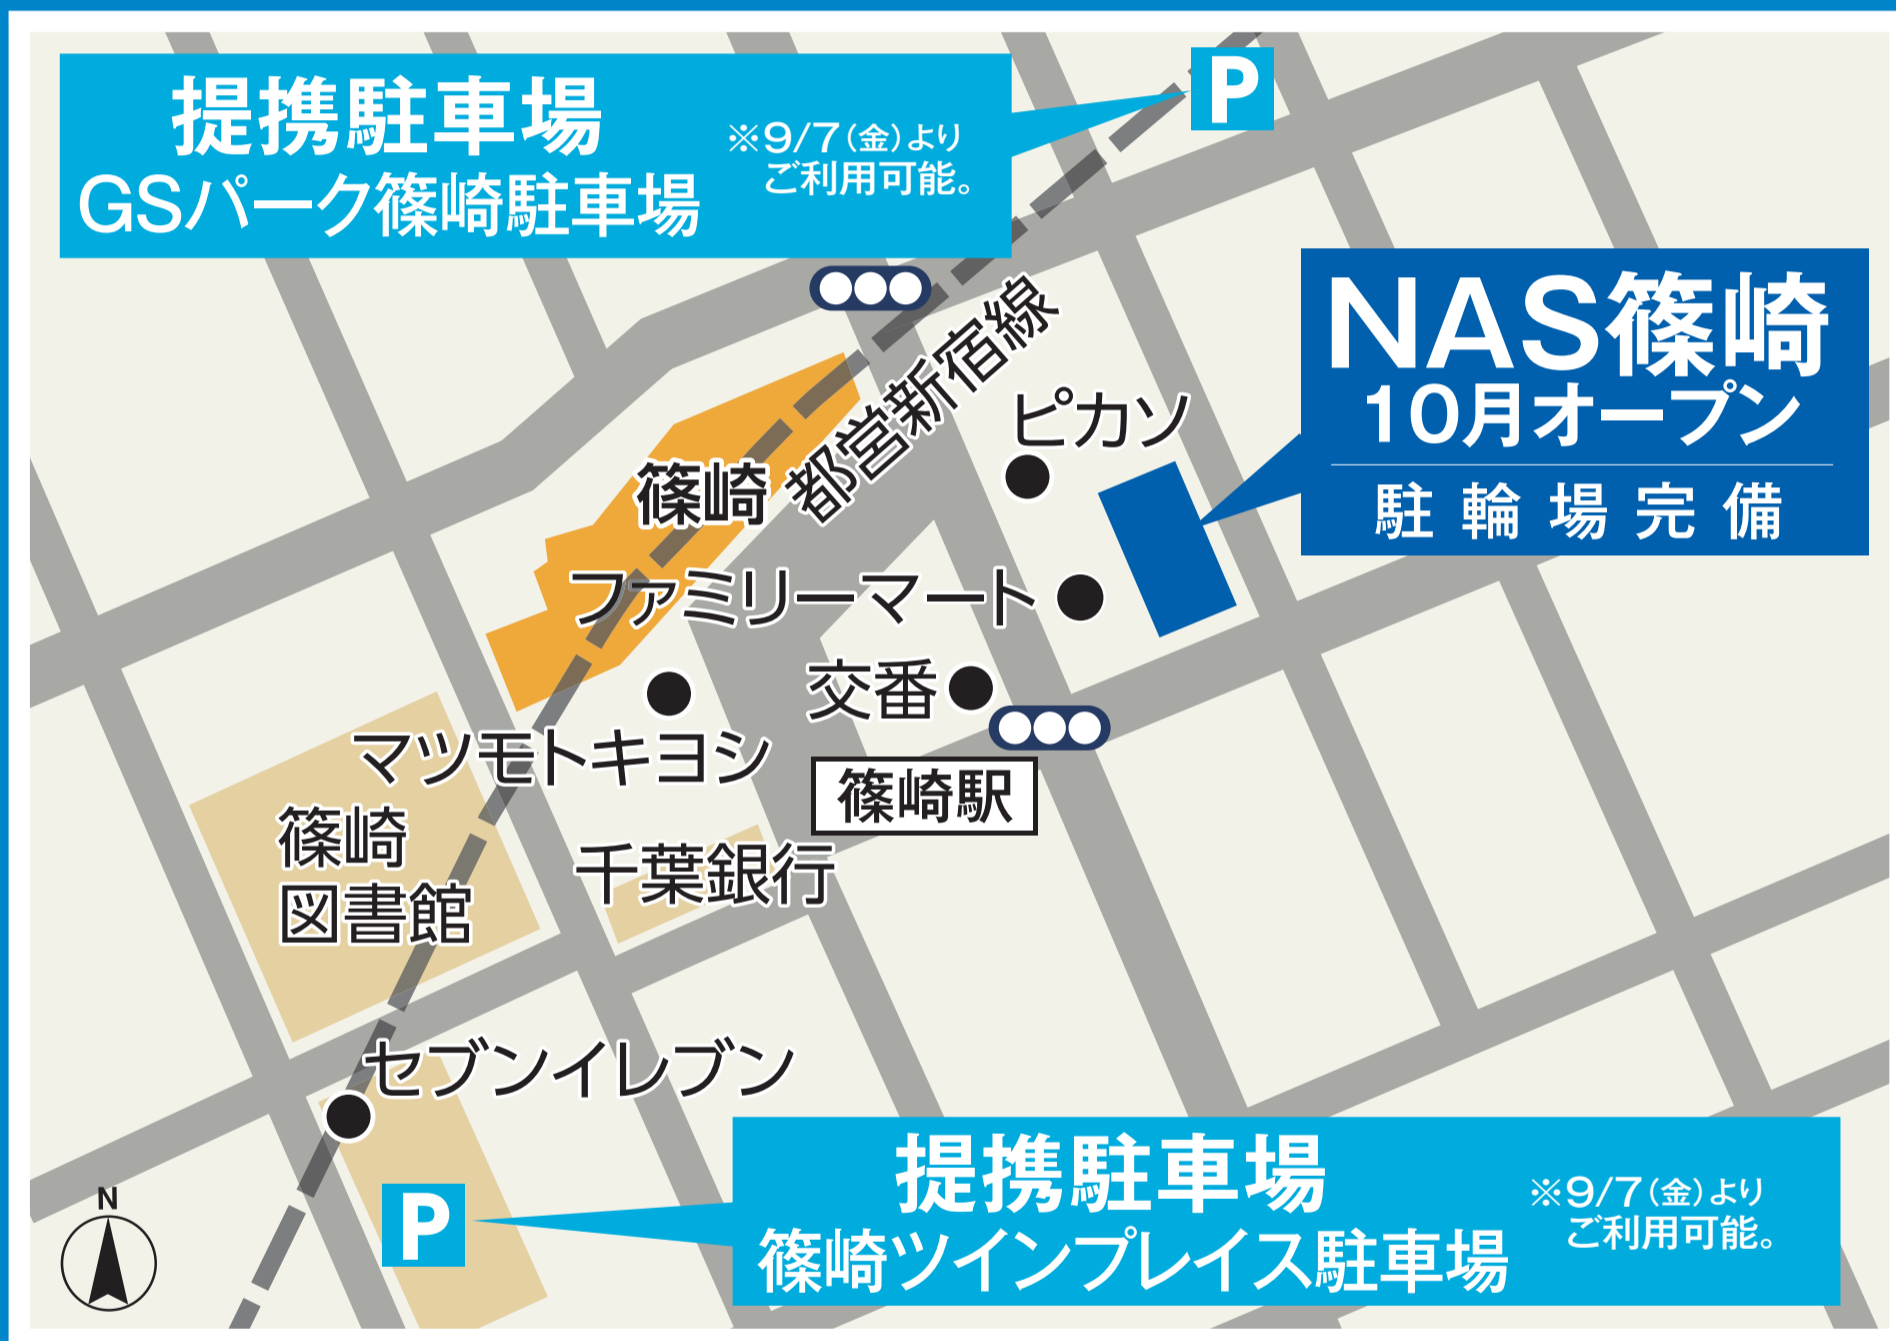 提携駐車場
GSパーク篠崎駐車場
※9/7(金)より
ご利用可能。
P
NAS篠崎
10月オープン
駐輪場完備
都営新宿線
ピカソ
篠崎
ファミリーマート
交番
マツモトキヨシ
篠崎駅
篠崎
図書館
千葉銀行
セブンイレブン
N
P
提携駐車場
篠崎ツインプレイス駐車場
※9/7(金)より
ご利用可能。